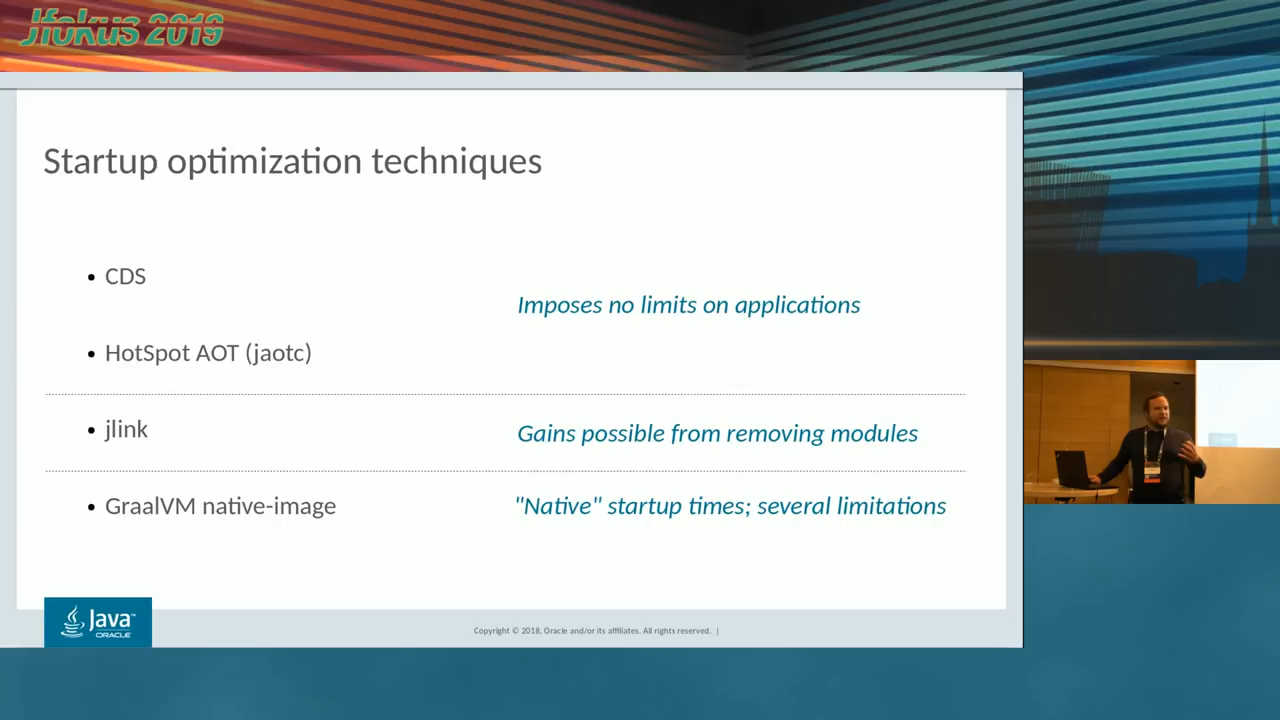 Jfokus 2019
Startup optimization techniques
• CDS
Imposes no limits on applications
• HotSpot AOT (jaotc)
• jlink
Gains possible from removing modules
• GraalVM native-image
"Native" startup times; several limitations
Java™
ORACLE
Copyright © 2018, Oracle and/or its affiliates. All rights reserved. |